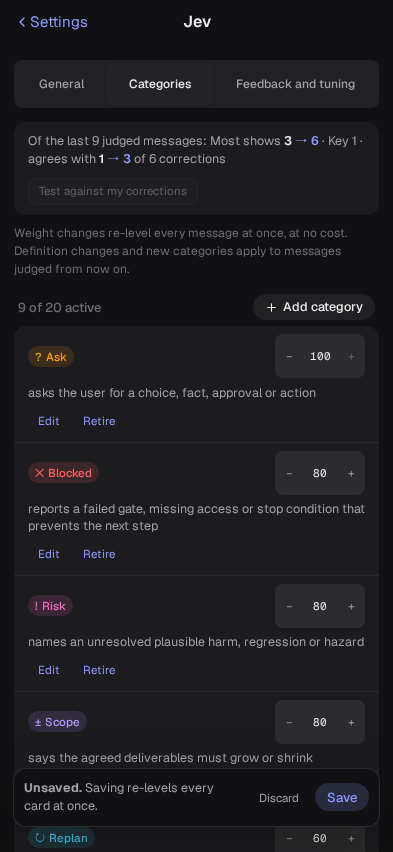 Settings
Jev
General
Categories
Feedback and tuning
Of the last 9 judged messages: Most shows 3 → 6 · Key 1 ·
agrees with 1 → 3 of 6 corrections
Test against my corrections
Weight changes re-level every message at once, at no cost.
Definition changes and new categories apply to messages
judged from now on.
9 of 20 active
+ Add category
? Ask
− 100 +
asks the user for a choice, fact, approval or action
Edit
Retire
Blocked
− 80 +
reports a failed gate, missing access or stop condition that
prevents the next step
Edit
Retire
! Risk
− 80 +
names an unresolved plausible harm, regression or hazard
Edit
Retire
± Scope
− 80 +
says the agreed deliverables must grow or shrink
Unsaved. Saving re-levels every
card at once.
Discard
Save
Replan
− 60 +